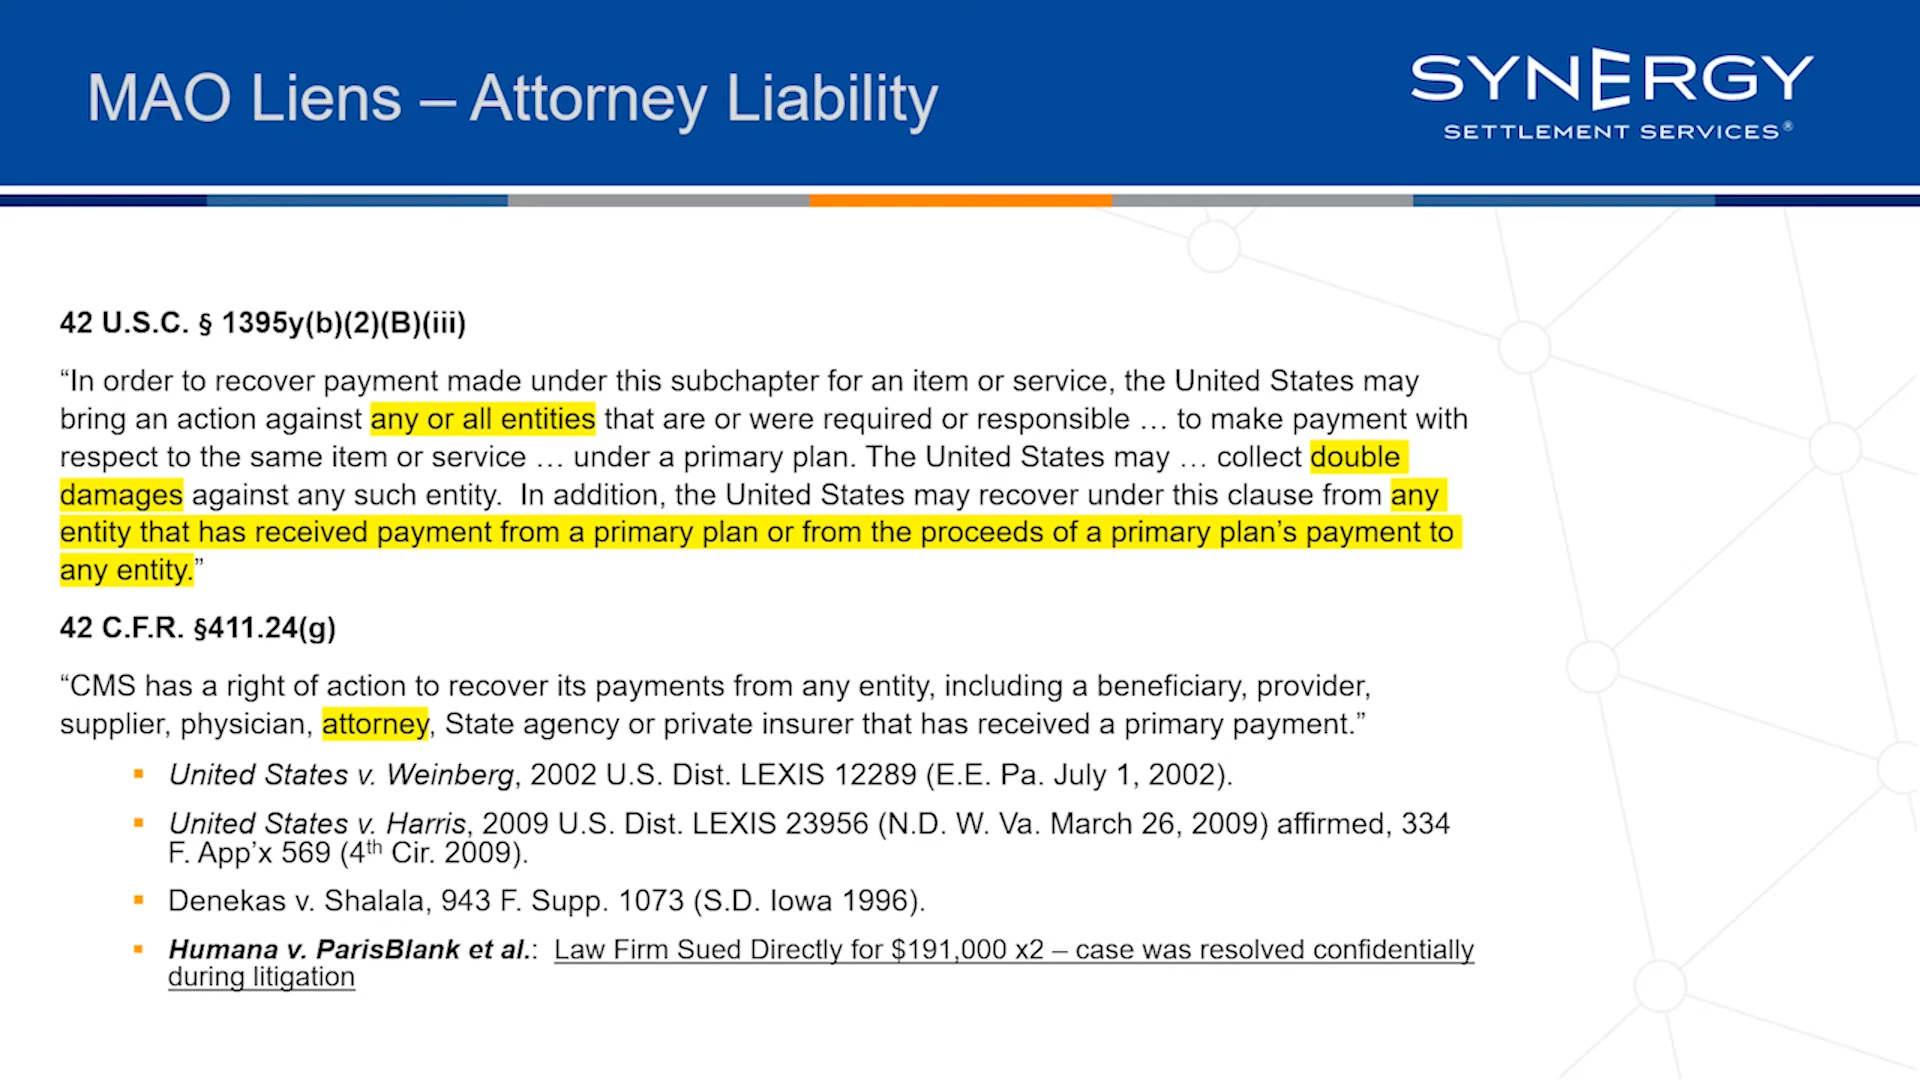 MAO Liens – Attorney Liability
SYNERGY
SETTLEMENT SERVICES®
42 U.S.C. § 1395y(b)(2)(B)(iii)
“In order to recover payment made under this subchapter for an item or service, the United States may
bring an action against any or all entities that are or were required or responsible … to make payment with
respect to the same item or service … under a primary plan. The United States may … collect double
damages against any such entity.  In addition, the United States may recover under this clause from any
entity that has received payment from a primary plan or from the proceeds of a primary plan’s payment to
any entity.”
42 C.F.R. §411.24(g)
“CMS has a right of action to recover its payments from any entity, including a beneficiary, provider,
supplier, physician, attorney, State agency or private insurer that has received a primary payment.”
▪ United States v. Weinberg, 2002 U.S. Dist. LEXIS 12289 (E.E. Pa. July 1, 2002).
▪ United States v. Harris, 2009 U.S. Dist. LEXIS 23956 (N.D. W. Va. March 26, 2009) affirmed, 334
F. App’x 569 (4th Cir. 2009).
▪ Denekas v. Shalala, 943 F. Supp. 1073 (S.D. Iowa 1996).
▪ Humana v. ParisBlank et al.:  Law Firm Sued Directly for $191,000 x2 – case was resolved confidentially
during litigation